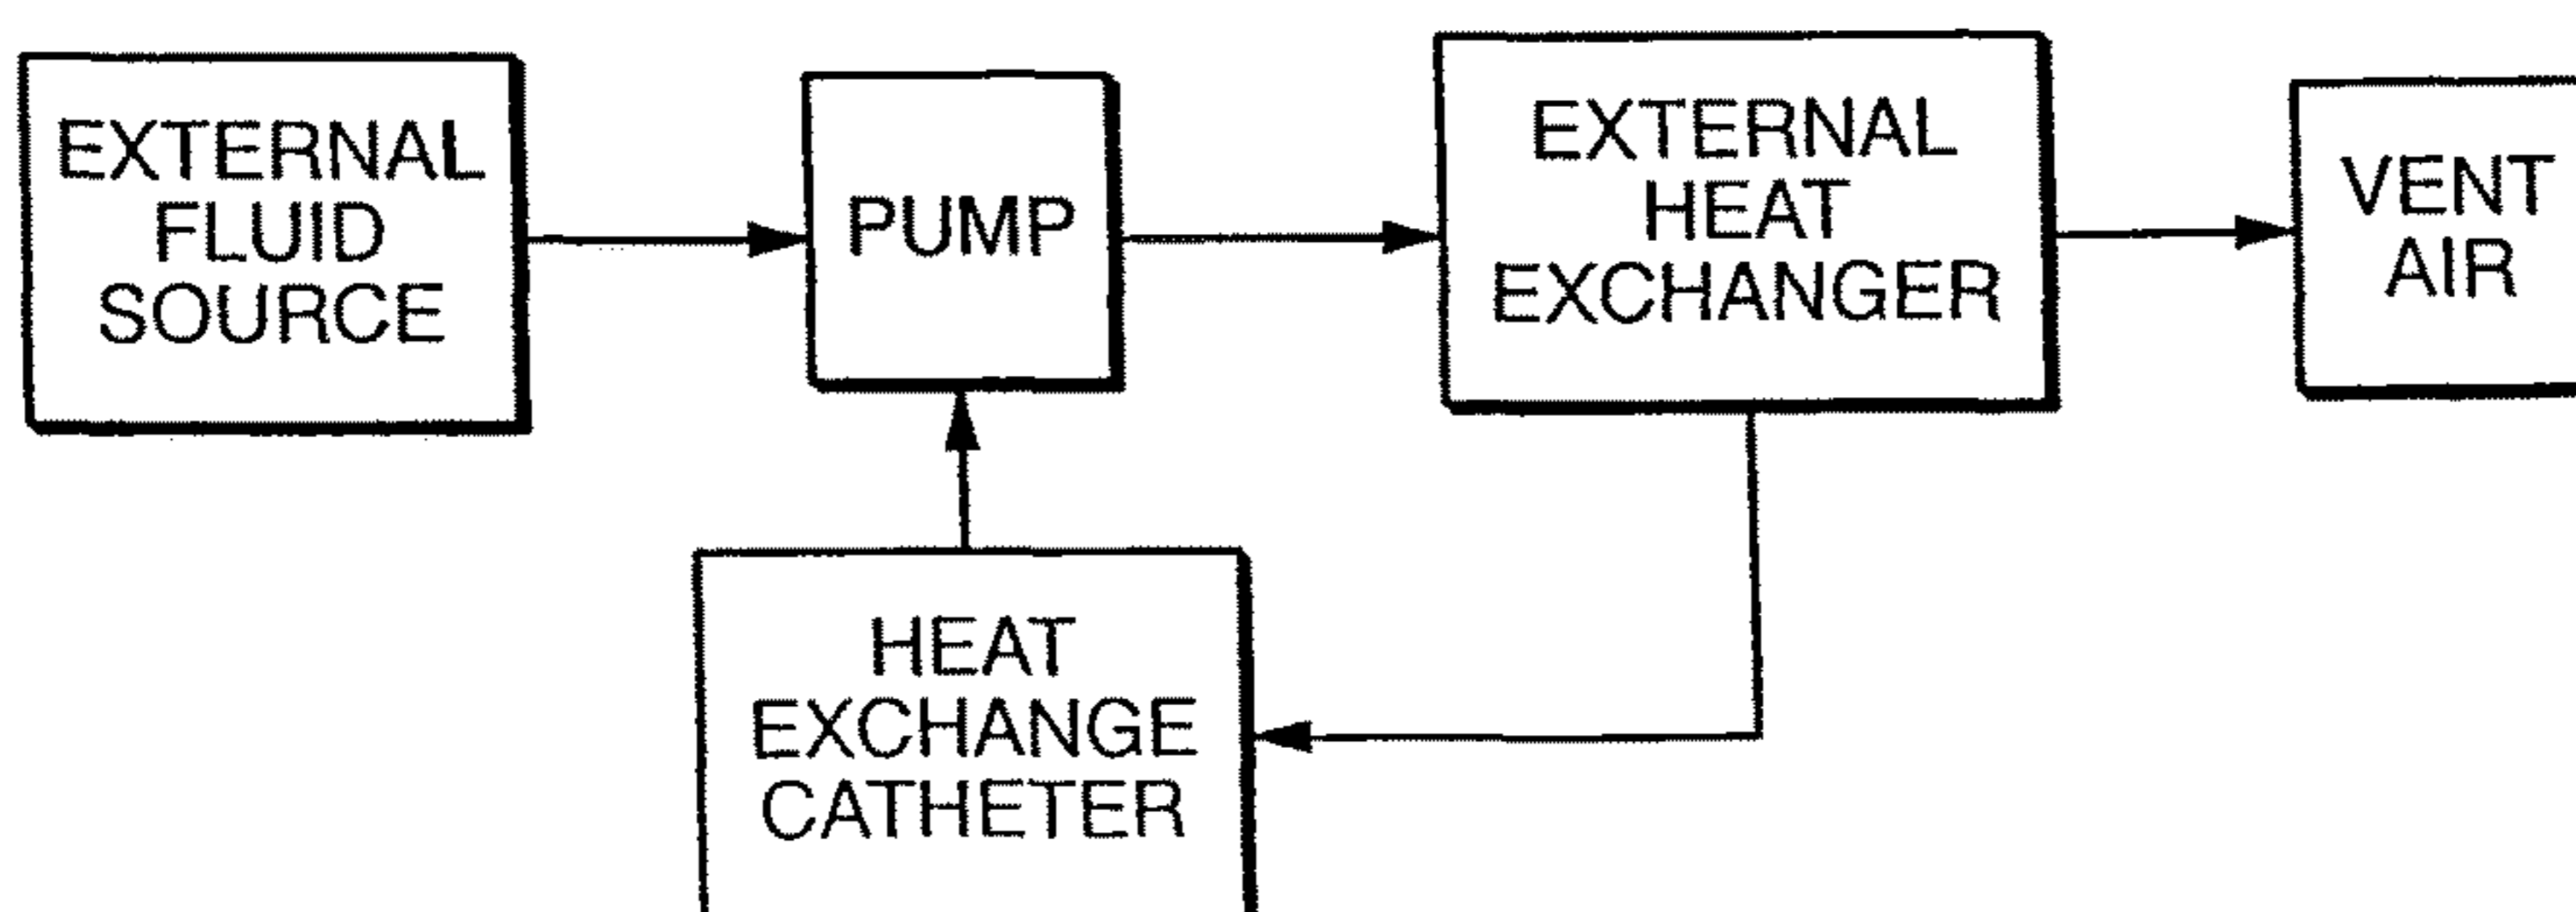 EXTERNAL
FLUID
SOURCE
PUMP
EXTERNAL
HEAT
EXCHANGER
VENT
AIR
HEAT
EXCHANGE
CATHETER